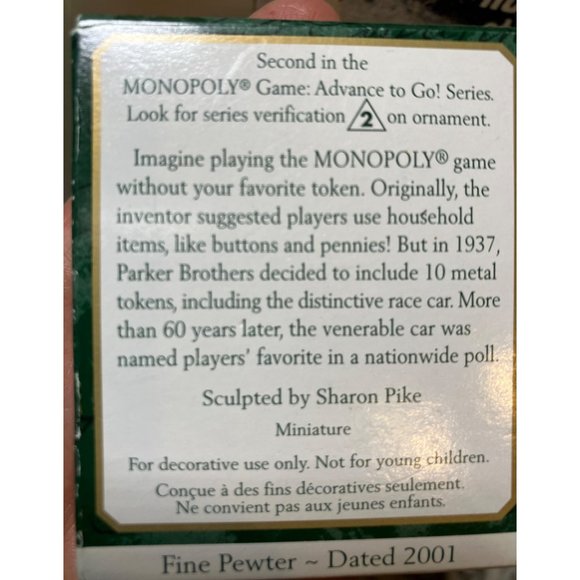 Second in the
MONOPOLY® Game: Advance to Go! Series.
Look for series verification 2 on ornament.
Imagine playing the MONOPOLY® game
without your favorite token. Originally, the
inventor suggested players use household
items, like buttons and pennies! But in 1937,
Parker Brothers decided to include 10 metal
tokens, including the distinctive race car. More
than 60 years later, the venerable car was
named players' favorite in a nationwide poll.
Sculpted by Sharon Pike
Miniature
For decorative use only. Not for young children.
Conçue à des fins décoratives seulement.
Ne convient pas aux jeunes enfants.
Fine Pewter ~ Dated 2001